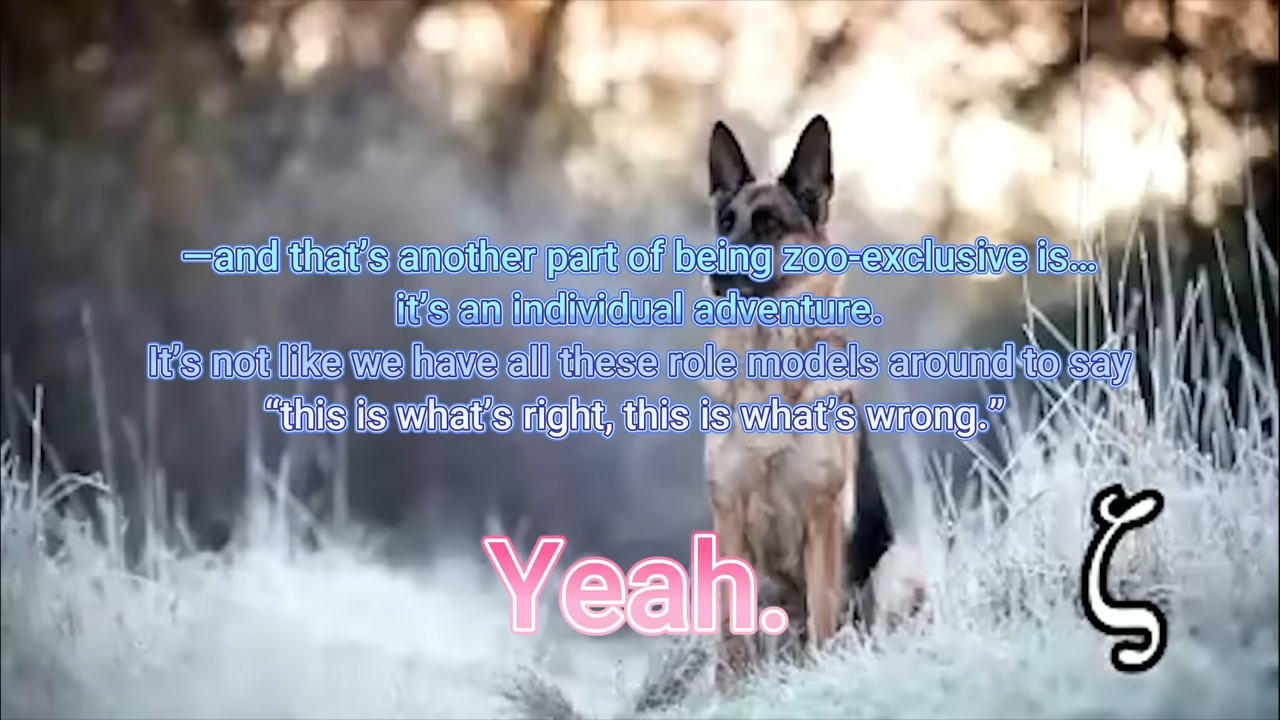 —and that’s another part of being zoo-exclusive is...
it’s an individual adventure.
It’s not like we have all these role models around to say
“this is what’s right, this is what’s wrong.”
Yeah.
ζ